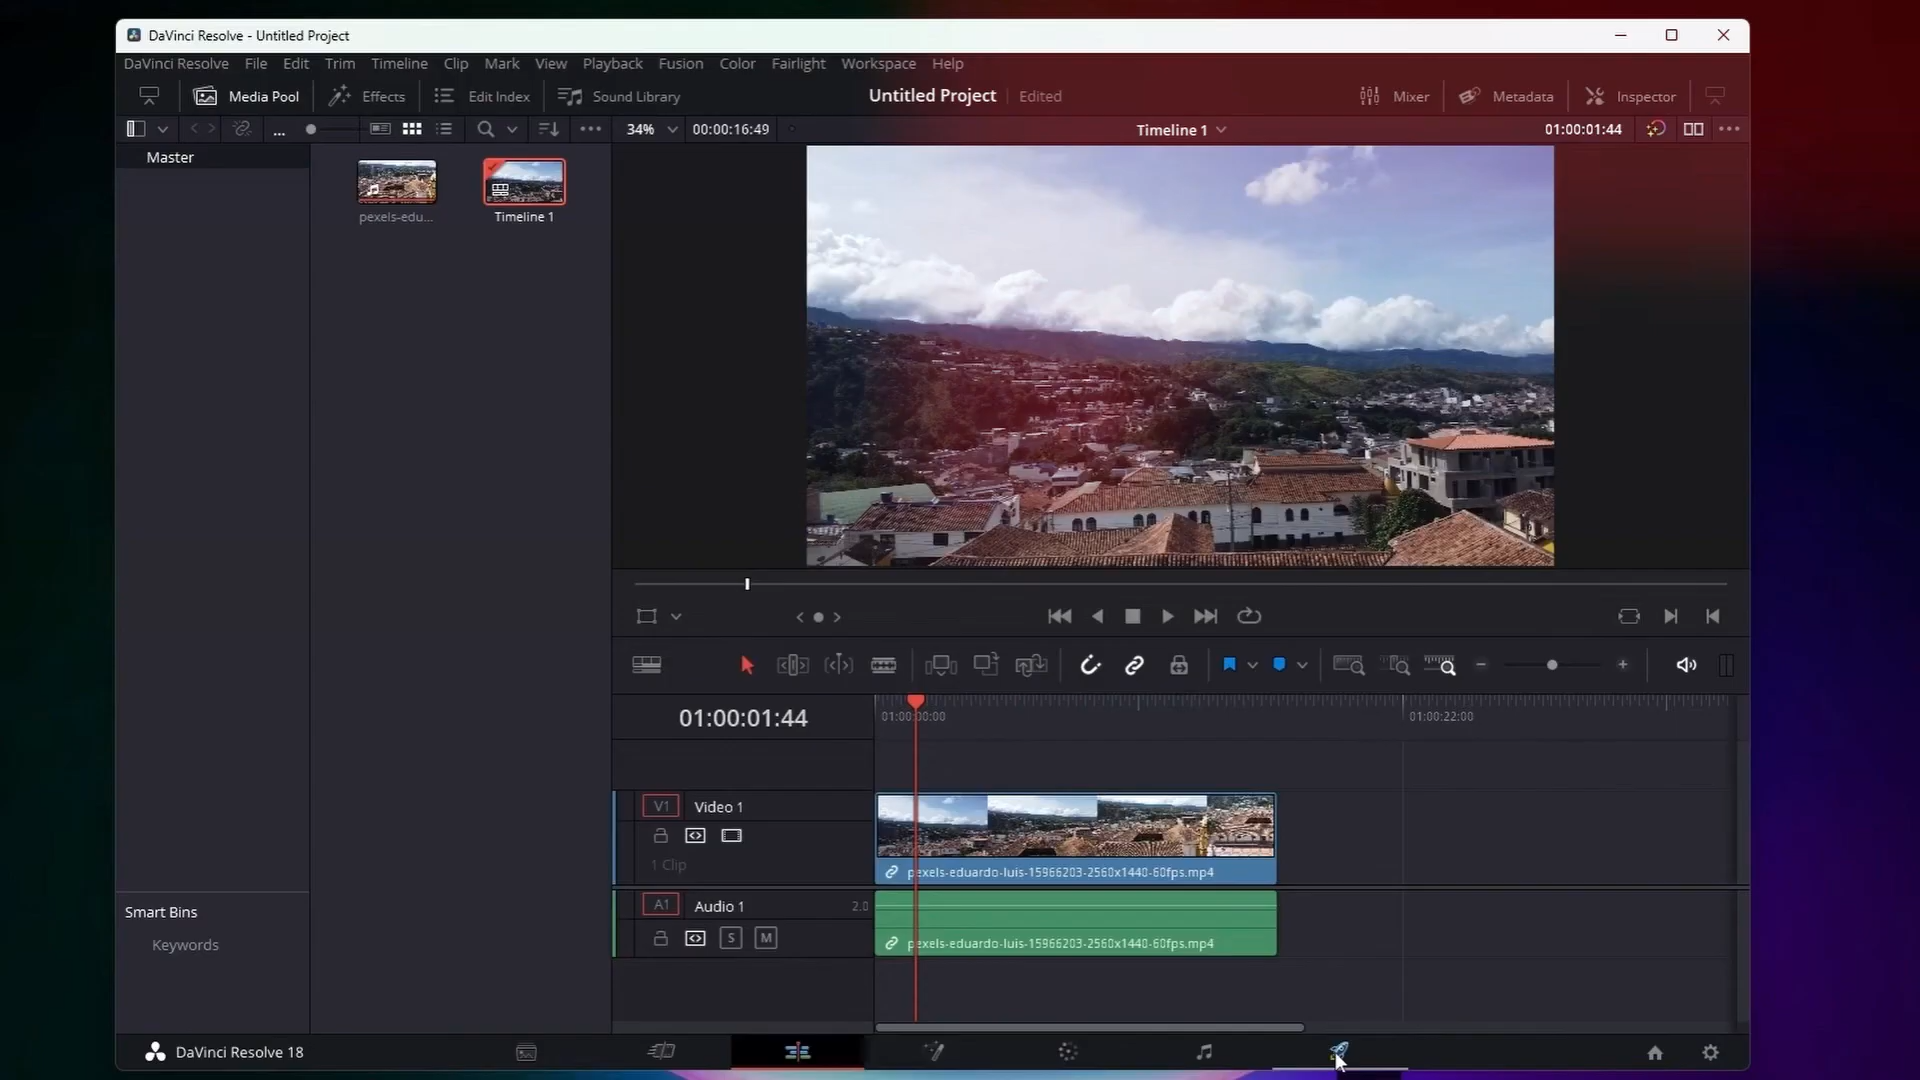 DaVinci Resolve - Untitled Project
DaVinci Resolve File Edit Trim Timeline Clip Mark View Playback Fusion Color Fairlight Workspace Help
Media Pool Effects Edit Index Sound Library Untitled Project Edited Mixer Metadata Inspector
34% 00:00:16:49 Timeline 1 01:00:01:44
Master
pexels-edu... Timeline 1
01:00:01:44 01:00:00:00 01:00:22:00
V1 Video 1
1 Clip
pexels-eduardo-luis-15966203-2560x1440-60fps.mp4
A1 Audio 1 2.0
S M
pexels-eduardo-luis-15966203-2560x1440-60fps.mp4
Smart Bins
Keywords
DaVinci Resolve 18